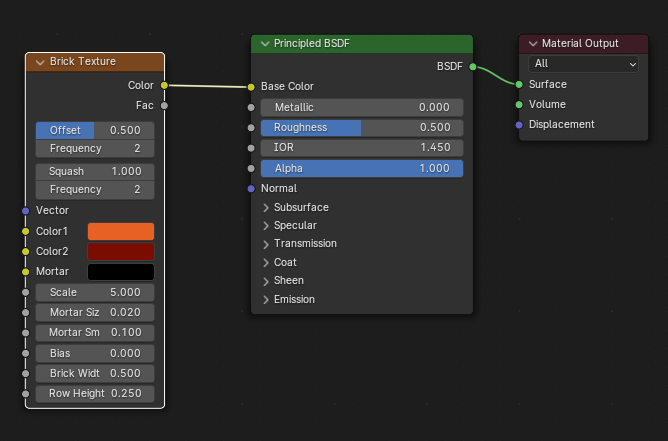 Brick Texture
Color
Fac
Offset 0.500
Frequency 2
Squash 1.000
Frequency 2
Vector
Color1
Color2
Mortar
Scale 5.000
Mortar Siz 0.020
Mortar Sm 0.100
Bias 0.000
Brick Widt 0.500
Row Height 0.250
Principled BSDF
BSDF
Base Color
Metallic 0.000
Roughness 0.500
IOR 1.450
Alpha 1.000
Normal
Subsurface
Specular
Transmission
Coat
Sheen
Emission
Material Output
All
Surface
Volume
Displacement